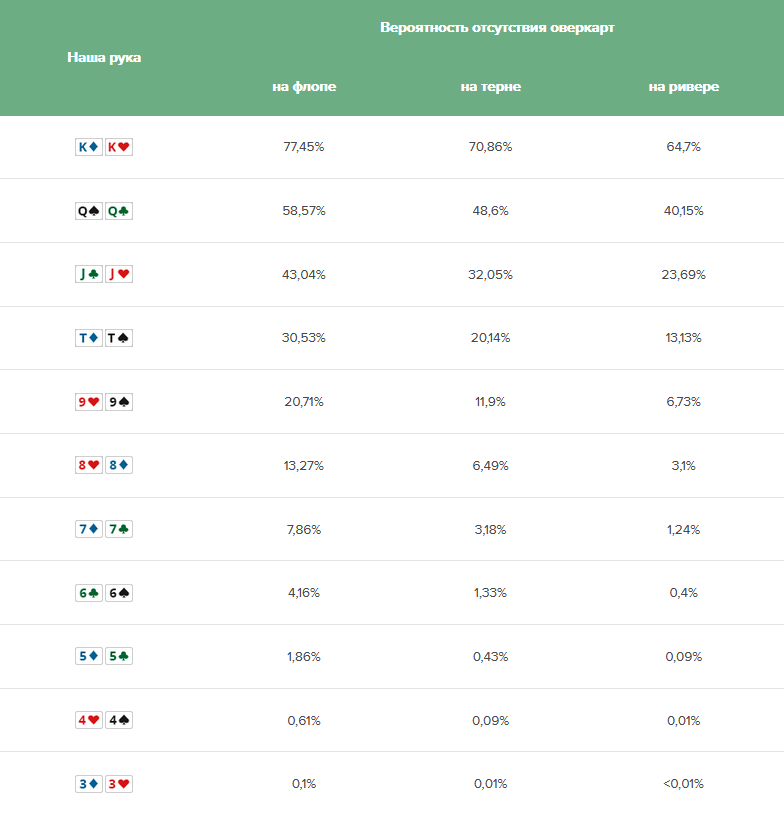 Вероятность отсутствия оверкарт
Наша рука
на флопе на терне на ривере
K♦ K♥ 77,45% 70,86% 64,7%
Q♠ Q♣ 58,57% 48,6% 40,15%
J♣ J♥ 43,04% 32,05% 23,69%
T♦ T♠ 30,53% 20,14% 13,13%
9♥ 9♠ 20,71% 11,9% 6,73%
8♥ 8♦ 13,27% 6,49% 3,1%
7♦ 7♣ 7,86% 3,18% 1,24%
6♣ 6♠ 4,16% 1,33% 0,4%
5♦ 5♣ 1,86% 0,43% 0,09%
4♥ 4♠ 0,61% 0,09% 0,01%
3♦ 3♥ 0,1% 0,01% <0,01%